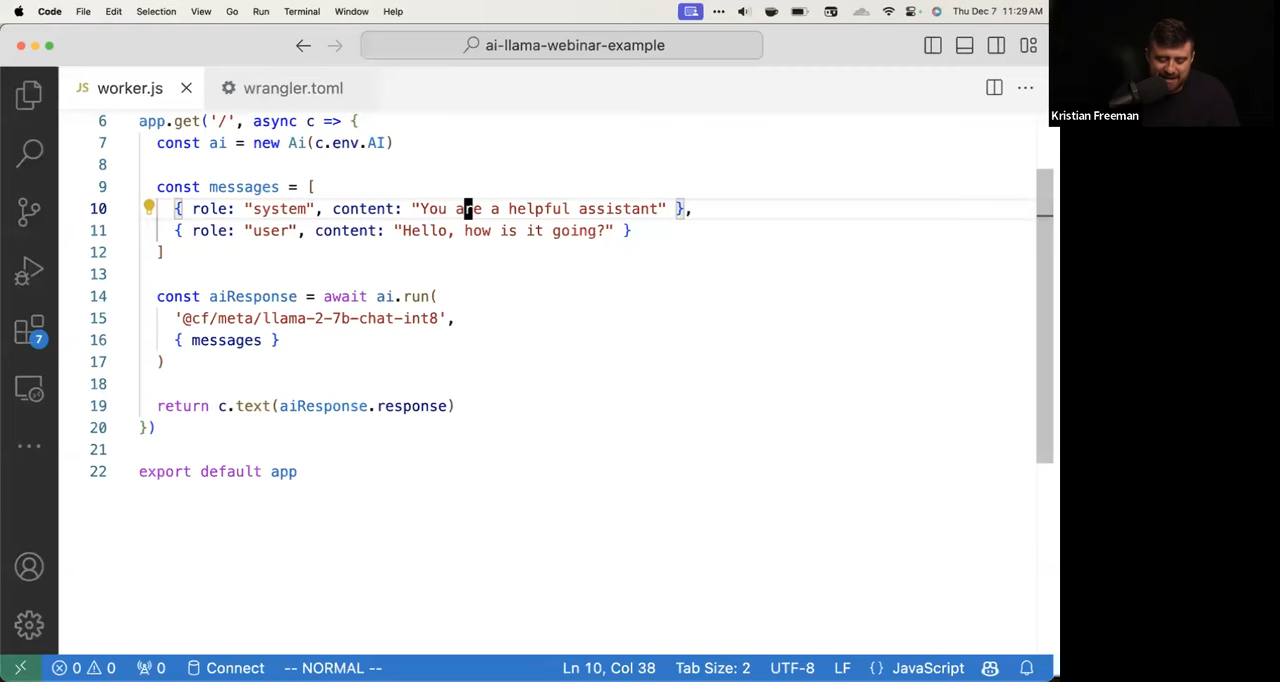 Code File Edit Selection View Go Run Terminal Window Help Thu Dec 7 11:29 AM
ai-llama-webinar-example
JS worker.js wrangler.toml
Kristian Freeman
6 app.get('/', async c => {
7 const ai = new Ai(c.env.AI)
8
9 const messages = [
10 { role: "system", content: "You are a helpful assistant" },
11 { role: "user", content: "Hello, how is it going?" }
12 ]
13
14 const aiResponse = await ai.run(
15 '@cf/meta/llama-2-7b-chat-int8',
16 { messages }
17 )
18
19 return c.text(aiResponse.response)
20 })
21
22 export default app
7
0 0 0 Connect -- NORMAL -- Ln 10, Col 38 Tab Size: 2 UTF-8 LF {} JavaScript